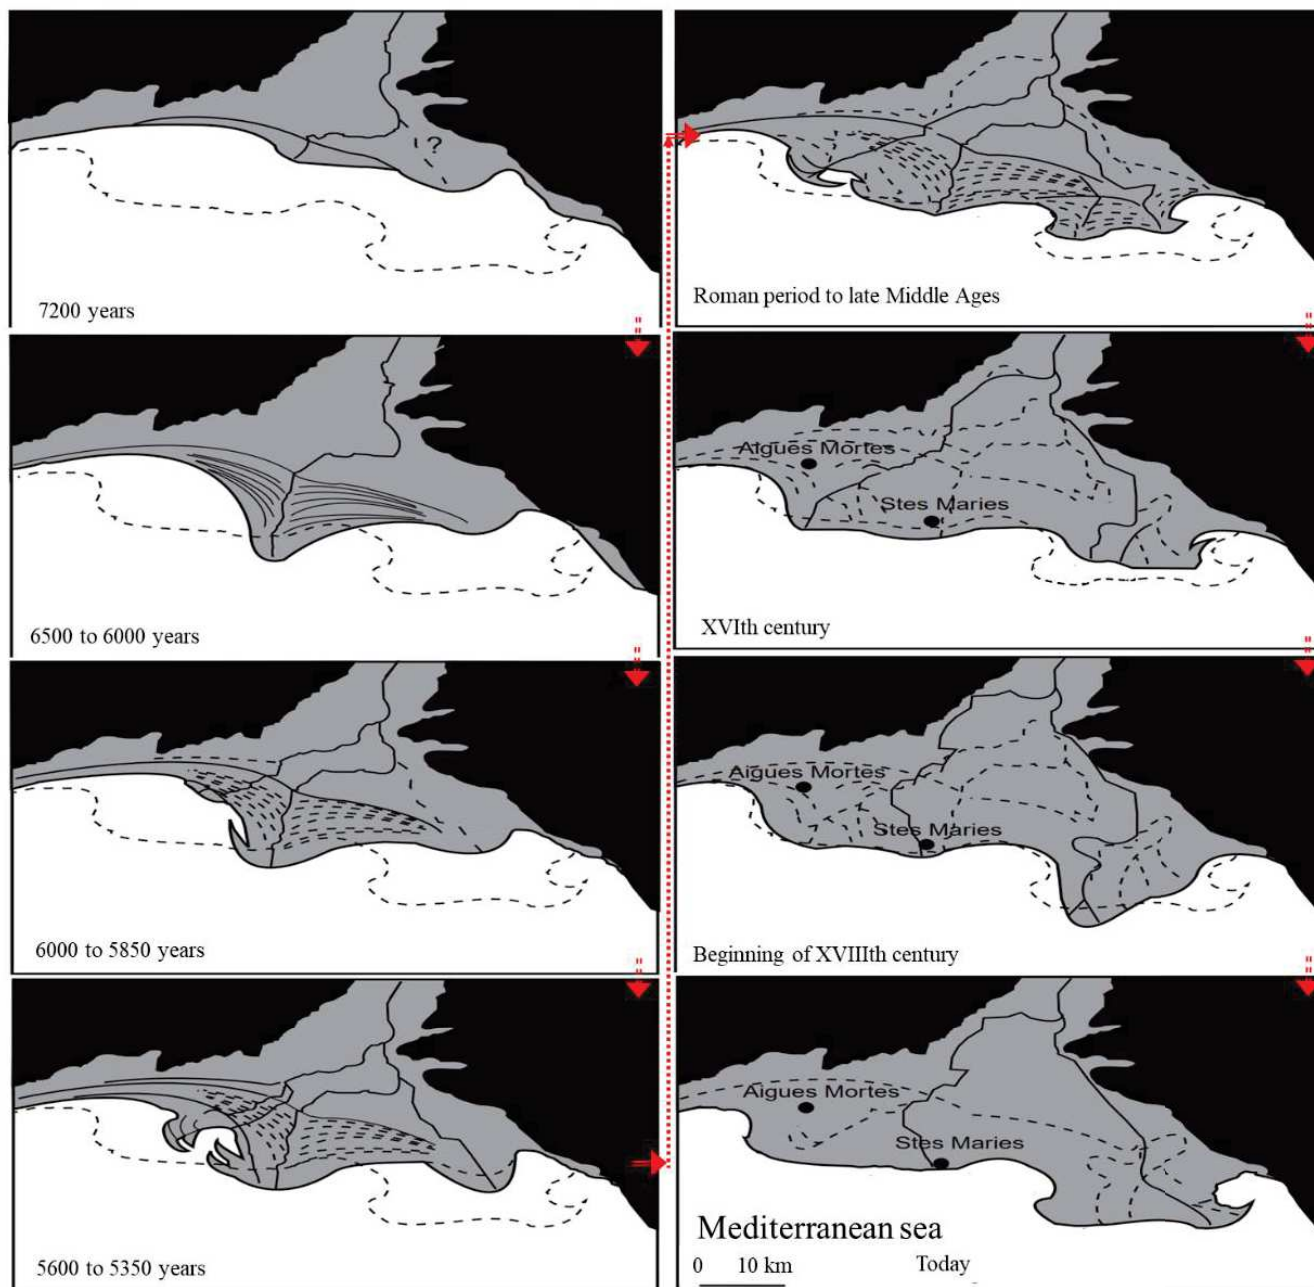 ?
7200 years
6500 to 6000 years
6000 to 5850 years
5600 to 5350 years
Roman period to late Middle Ages
Aigues Mortes
Stes Maries
XVIth century
Aigues Mortes
Stes Maries
Beginning of XVIIIth century
Aigues Mortes
Stes Maries
Mediterranean sea
0 10 km Today